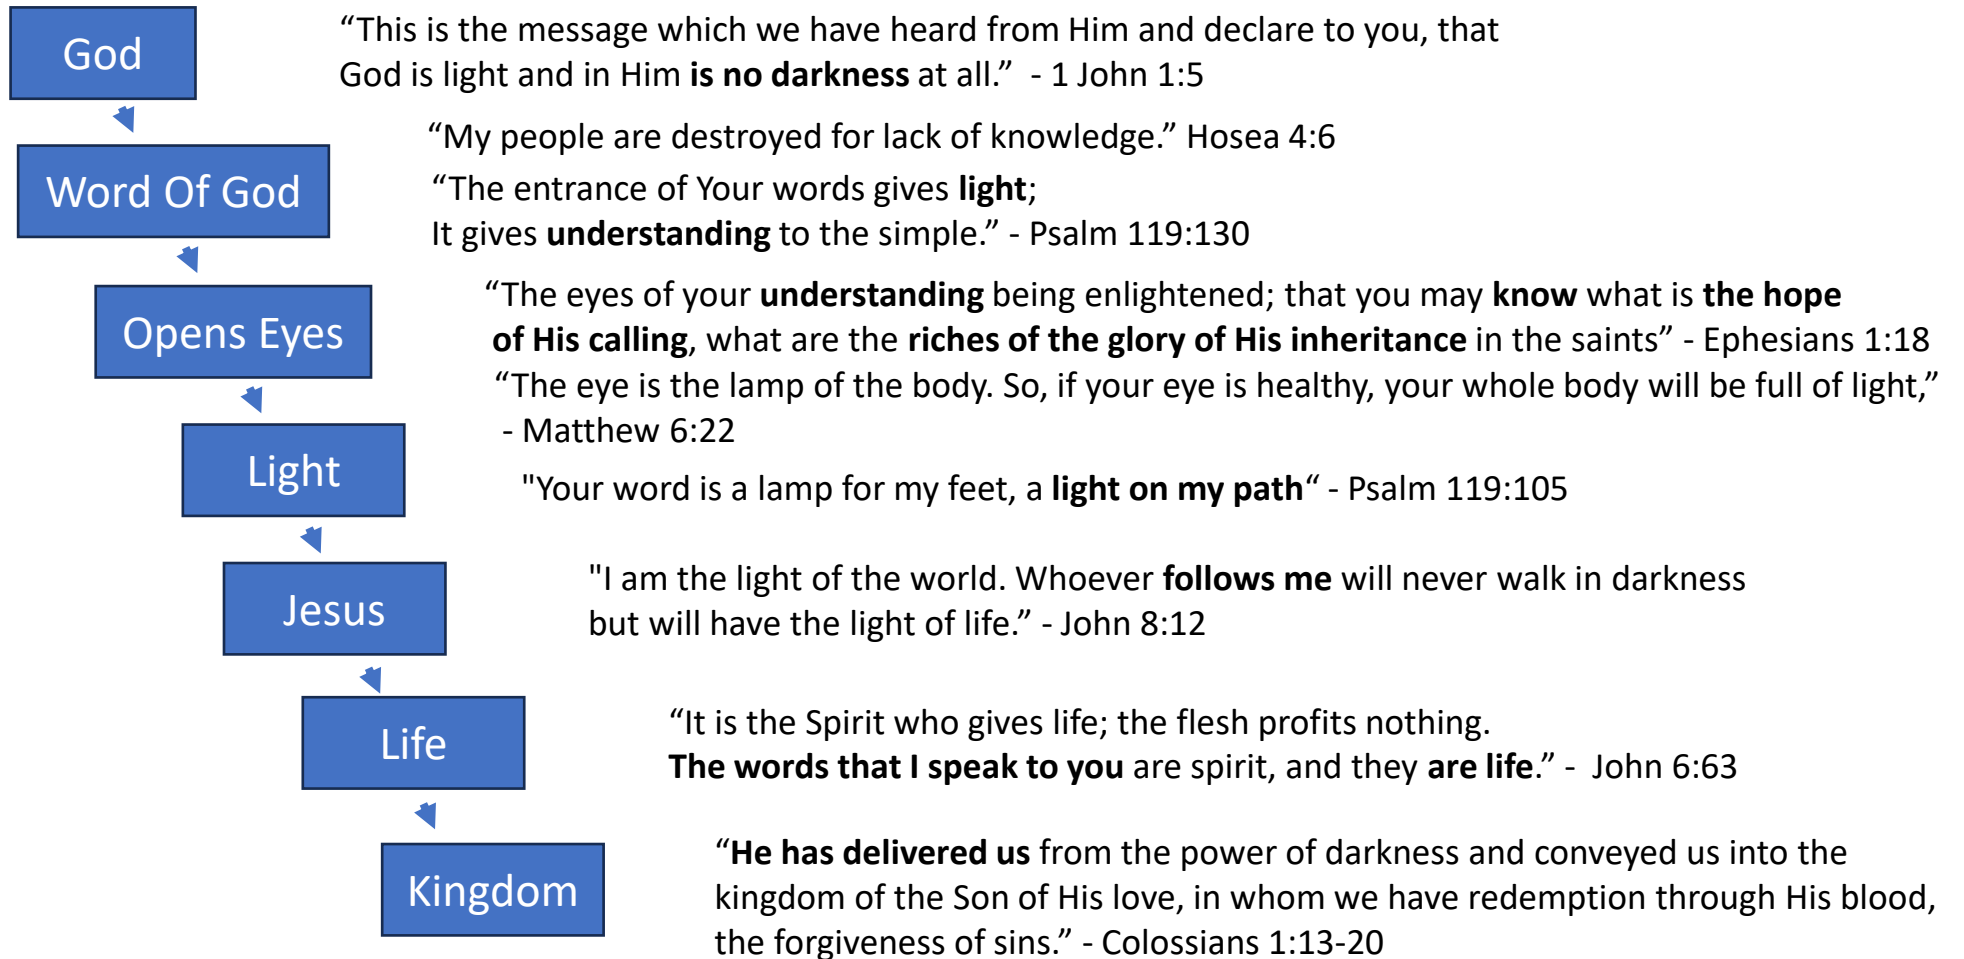 God
“This is the message which we have heard from Him and declare to you, that
God is light and in Him is no darkness at all.”  - 1 John 1:5
“My people are destroyed for lack of knowledge.” Hosea 4:6
Word Of God
“The entrance of Your words gives light;
It gives understanding to the simple.” - Psalm 119:130
Opens Eyes
“The eyes of your understanding being enlightened; that you may know what is the hope
of His calling, what are the riches of the glory of His inheritance in the saints” - Ephesians 1:18
“The eye is the lamp of the body. So, if your eye is healthy, your whole body will be full of light,”
- Matthew 6:22
Light
"Your word is a lamp for my feet, a light on my path“ - Psalm 119:105
Jesus
"I am the light of the world. Whoever follows me will never walk in darkness
but will have the light of life.” - John 8:12
Life
“It is the Spirit who gives life; the flesh profits nothing.
The words that I speak to you are spirit, and they are life.” -  John 6:63
Kingdom
“He has delivered us from the power of darkness and conveyed us into the
kingdom of the Son of His love, in whom we have redemption through His blood,
the forgiveness of sins.” - Colossians 1:13-20